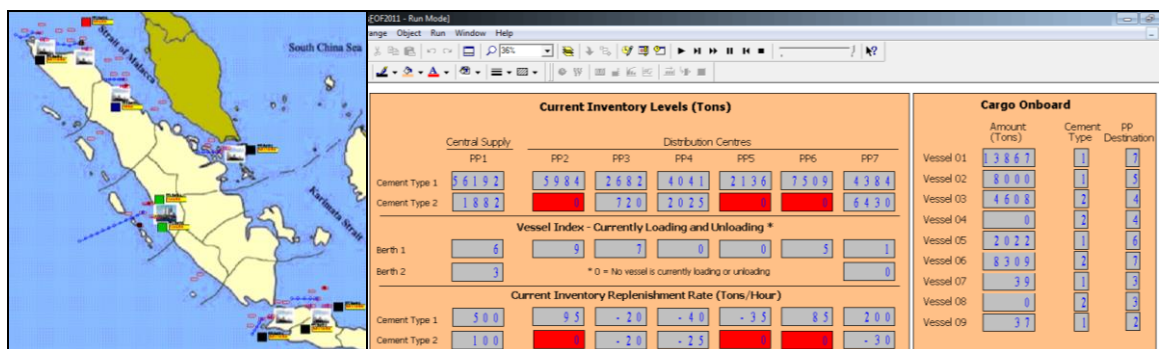 Strait of Malacca
South China Sea
Karimata Strait
EOF2011 - Run Mode]
ange Object Run Window Help
36%
Current Inventory Levels (Tons)
Central Supply Distribution Centres
PP1 PP2 PP3 PP4 PP5 PP6 PP7
Cement Type 1 56192 5984 2682 4041 2136 7509 4384
Cement Type 2 1882 0 720 2025 0 0 6430
Vessel Index - Currently Loading and Unloading *
Berth 1 6 9 7 0 0 5 1
Berth 2 3 * 0 = No vessel is currently loading or unloading 0
Current Inventory Replenishment Rate (Tons/Hour)
Cement Type 1 500 95 -20 -40 -35 85 200
Cement Type 2 100 0 -20 -25 0 0 -30
Cargo Onboard
Amount (Tons) Cement Type PP Destination
Vessel 01 13867 1 7
Vessel 02 8000 1 5
Vessel 03 4608 2 4
Vessel 04 0 2 4
Vessel 05 2022 1 6
Vessel 06 8309 2 7
Vessel 07 39 1 3
Vessel 08 0 2 3
Vessel 09 37 1 2